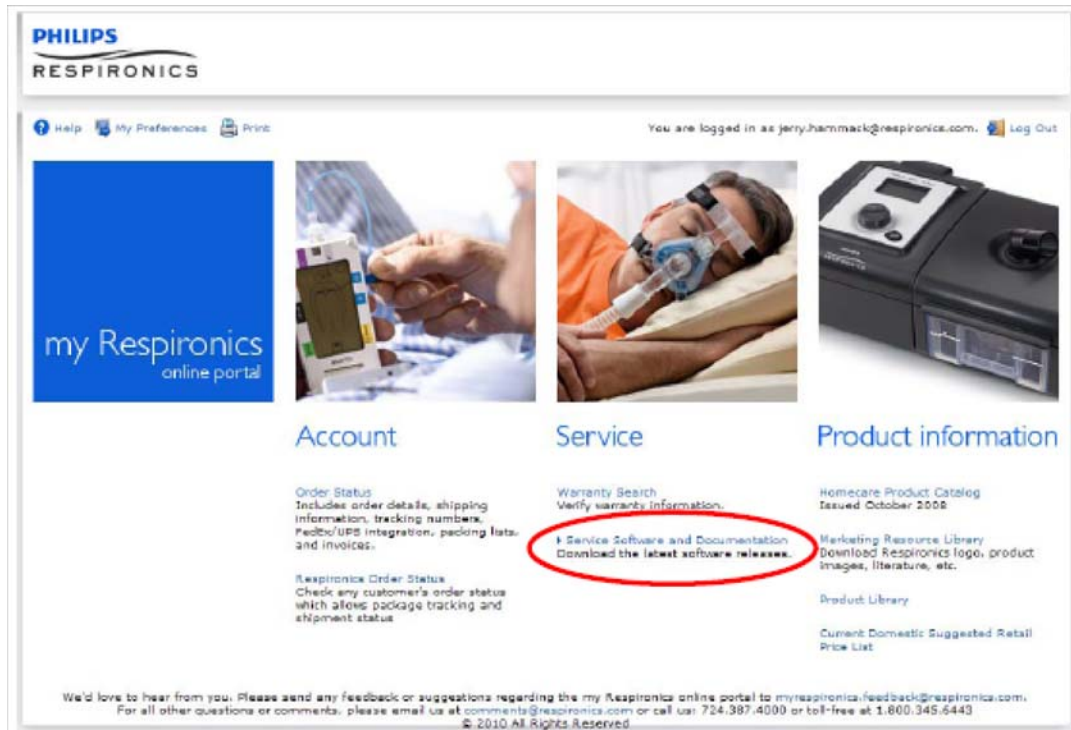 PHILIPS
RESPIRONICS
Help My Preferences Print
You are logged in as jerry.hammack@respironics.com. Log Out
my Respironics
online portal
Account
Order Status
Includes order details, shipping
information, tracking numbers,
FedEx/UPS integration, packing lists,
and invoices.
Respironics Order Status
Check any customer's order status
which allows package tracking and
shipment status
Service
Warranty Search
Verify warranty information.
Service Software and Documentation
Download the latest software releases.
Product information
Homecare Product Catalog
Issued October 2008
Marketing Resource Library
Download Respironics logo, product
images, literature, etc.
Product Library
Current Domestic Suggested Retail
Price List
We'd love to hear from you. Please send any feedback or suggestions regarding the my Respironics online portal to myrespironics.feedback@respironics.com.
For all other questions or comments, please email us at comments@respironics.com or call us: 724.387.4000 or toll-free at 1.800.345.6443
© 2010 All Rights Reserved